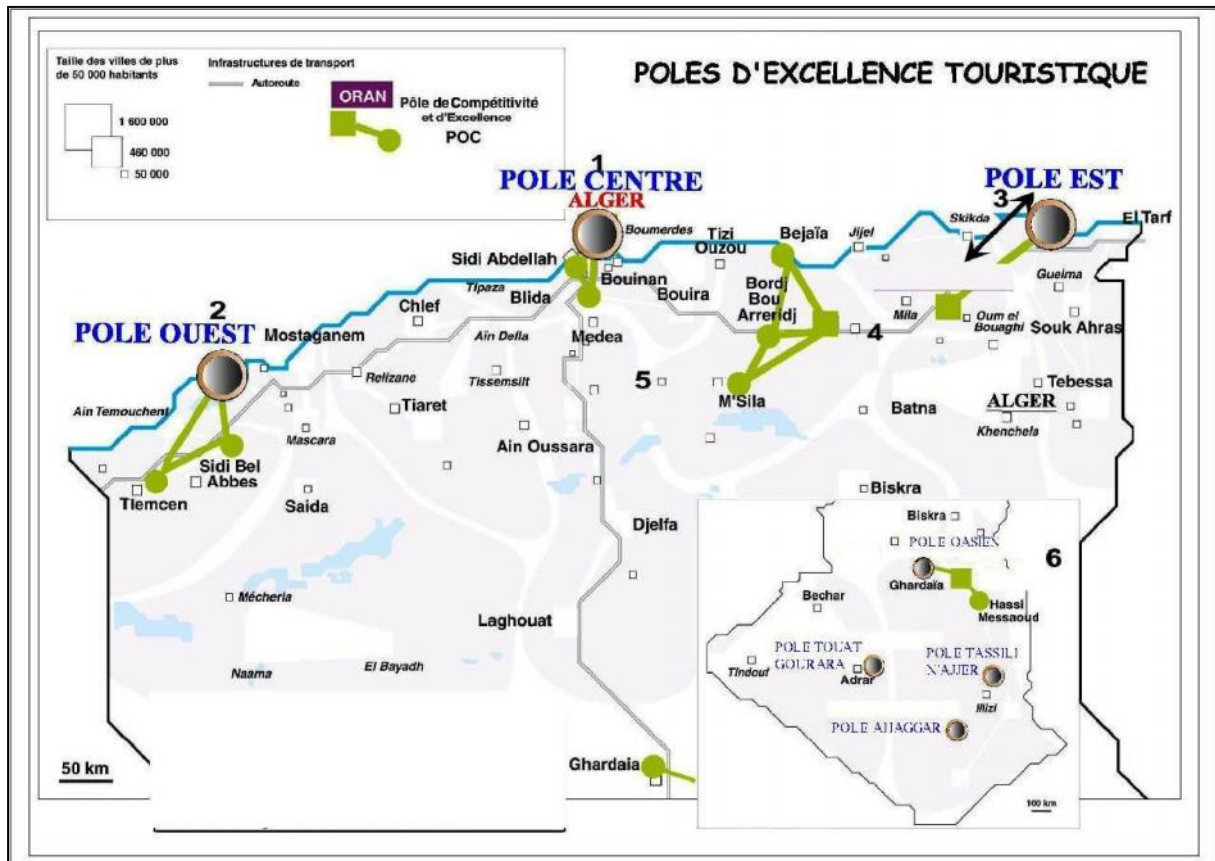 Taille des villes de plus
de 50 000 habitants
1 600 000
460 000
50 000
Infrastructures de transport
Autoroute
ORAN
Pôle de Compétitivité
et d'Excellence
POC
POLES D'EXCELLENCE TOURISTIQUE
1
POLE CENTRE
ALGER
3
POLE EST
El Tarf
Skikda
Boumerdes
Tizi
Ouzou
Bejaïa
Jijel
Sidi Abdellah
Bouinan
Tipaza
Blida
Bouira
Bordj
Bou
Arreridj
Gueima
Mila
Oum el
Bouaghi
Souk Ahras
2
POLE OUEST
Mostaganem
Chlef
Aïn Della
Medea
4
Relizane
Tissemsilt
5
M'Sila
Tebessa
ALGER
Khenchela
Batna
Ain Temouchent
Tiaret
Mascara
Ain Oussara
Sidi Bel
Abbes
Tlemcen
Saida
Biskra
Djelfa
Mécheria
Laghouat
Naama
El Bayadh
50 km
Ghardaia
Biskra
POLE OASIEN
6
Ghardaïa
Bechar
Hassi
Messaoud
POLE TOUAT
GOURARA
Tindouf
Adrar
POLE TASSILI
N'AJJER
Illizi
POLE AHAGGAR
100 km